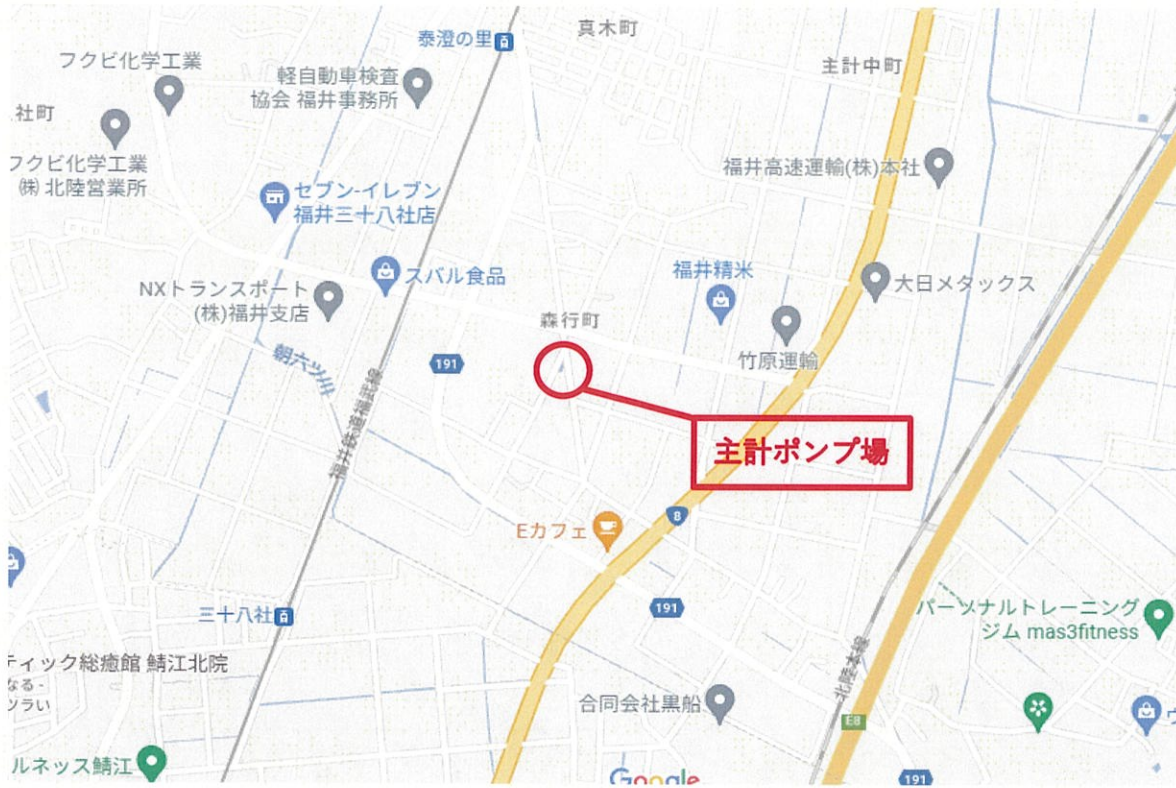 真木町
泰澄の里
フクビ化学工業
主計中町
軽自動車検査
協会 福井事務所
社町
フクビ化学工業
㈱ 北陸営業所
福井高速運輸(株)本社
セブン-イレブン
福井三十八社店
スバル食品
福井精米
大日メタックス
NXトランスポート
(株)福井支店
森行町
朝六ツ川
191
竹原運輸
福井鉄道福武線
主計ポンプ場
8
Eカフェ
191
三十八社
パーソナルトレーニング
ジム mas3fitness
ティック総癒館 鯖江北院
なる -
ツらい
北陸本線
合同会社黒船
E8
ルネッス鯖江
Google
191